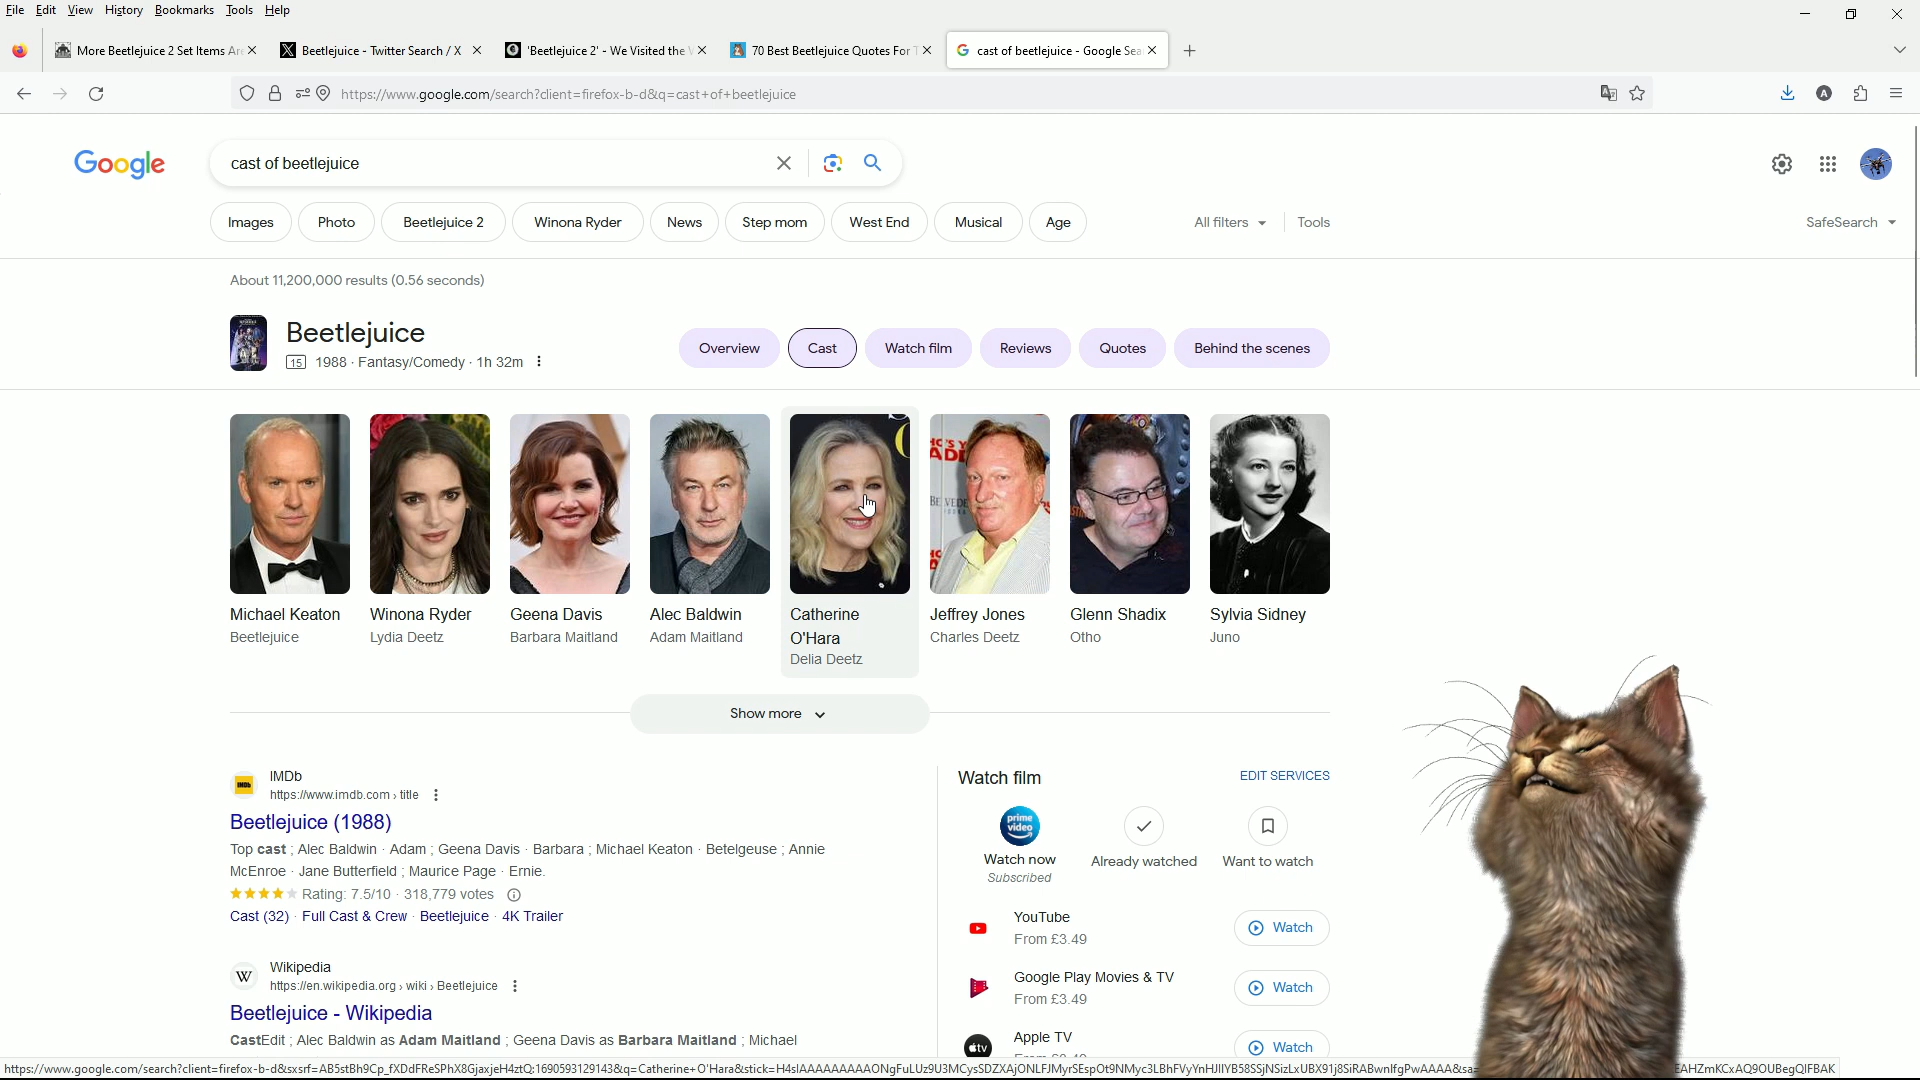 File Edit View History Bookmarks Tools Help
More Beetlejuice 2 Set Items Ar
Beetlejuice - Twitter Search / X
'Beetlejuice 2' - We Visited the
70 Best Beetlejuice Quotes For
cast of beetlejuice - Google Sea
https://www.google.com/search?client=firefox-b-d&q=cast+of+beetlejuice
A
Google
cast of beetlejuice
Images Photo Beetlejuice 2 Winona Ryder News Step mom West End Musical Age All filters Tools SafeSearch
About 11,200,000 results (0.56 seconds)
Beetlejuice
15 1988 · Fantasy/Comedy · 1h 32m
Overview Cast Watch film Reviews Quotes Behind the scenes
Michael Keaton
Beetlejuice
Winona Ryder
Lydia Deetz
Geena Davis
Barbara Maitland
Alec Baldwin
Adam Maitland
Catherine
O'Hara
Delia Deetz
Jeffrey Jones
Charles Deetz
Glenn Shadix
Otho
Sylvia Sidney
Juno
Show more
IMDb
https://www.imdb.com › title
Beetlejuice (1988)
Top cast ; Alec Baldwin · Adam ; Geena Davis · Barbara ; Michael Keaton · Betelgeuse ; Annie
McEnroe · Jane Butterfield ; Maurice Page · Ernie.
Rating: 7.5/10 · 318,779 votes
Cast (32) · Full Cast & Crew · Beetlejuice · 4K Trailer
W
Wikipedia
https://en.wikipedia.org › wiki › Beetlejuice
Beetlejuice - Wikipedia
CastEdit ; Alec Baldwin as Adam Maitland ; Geena Davis as Barbara Maitland ; Michael
Watch film
EDIT SERVICES
prime
video
Watch now
Subscribed
Already watched
Want to watch
YouTube
From £3.49
Watch
Google Play Movies & TV
From £3.49
Watch
tv
Apple TV
Watch